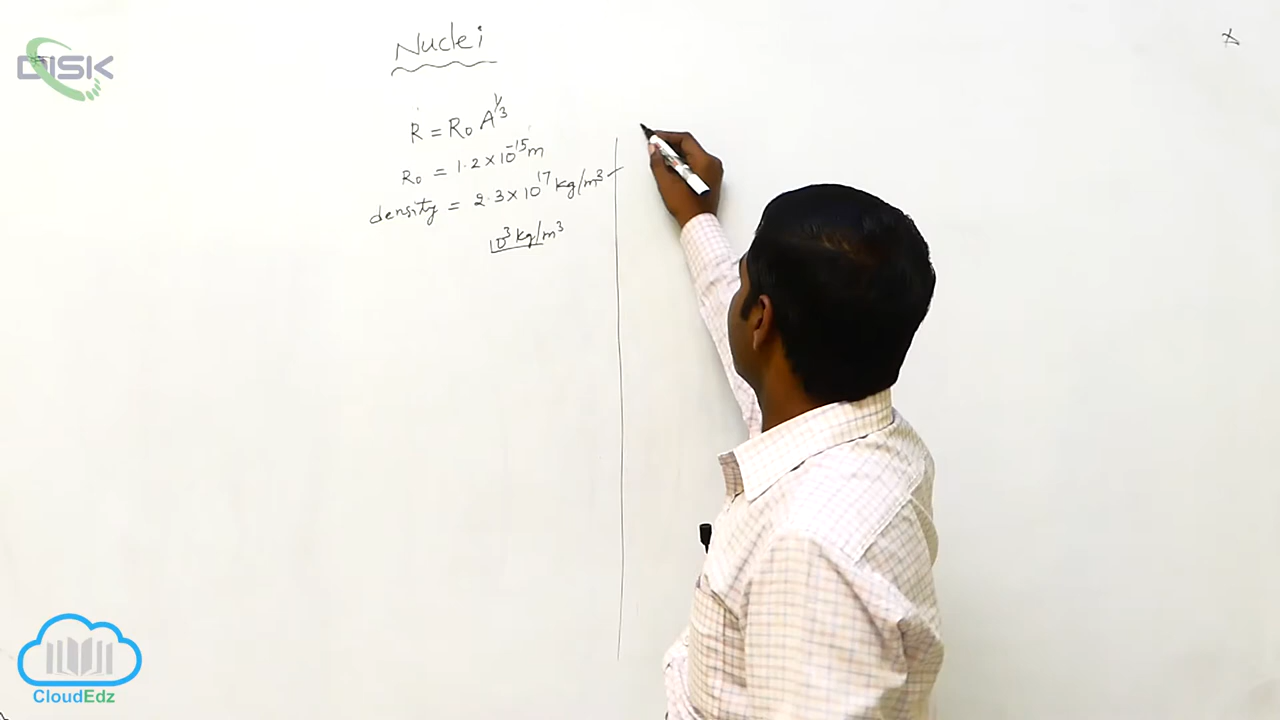 DISK
Nuclei
R = R₀ A^1/3
R₀ = 1.2 × 10⁻¹⁵ m
density = 2.3 × 10¹⁷ kg/m³
10³ kg/m³
CloudEdz